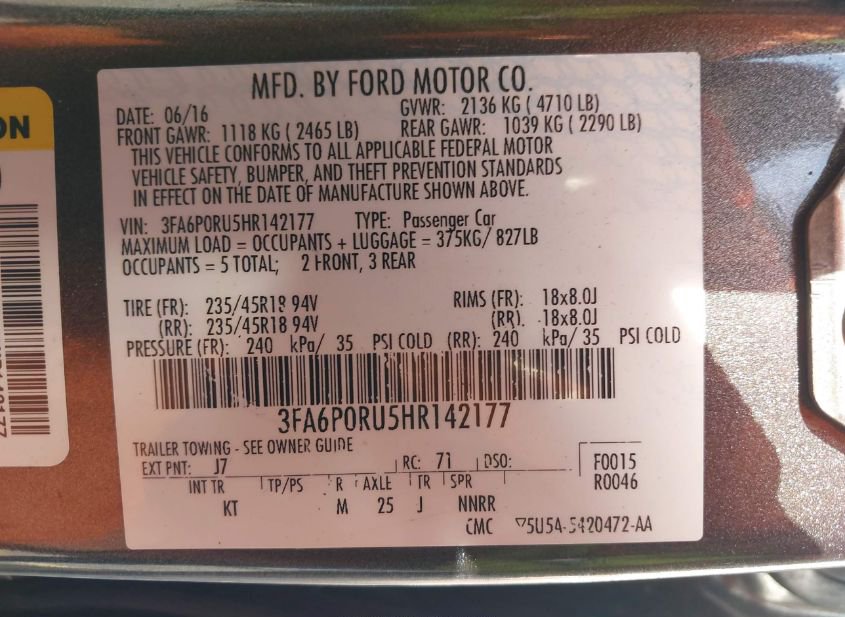 ON
MFD. BY FORD MOTOR CO.
DATE: 06/16 GVWR: 2136 KG ( 4710 LB)
FRONT GAWR: 1118 KG ( 2465 LB) REAR GAWR: 1039 KG ( 2290 LB)
THIS VEHICLE CONFORMS TO ALL APPLICABLE FEDERAL MOTOR
VEHICLE SAFETY, BUMPER, AND THEFT PREVENTION STANDARDS
IN EFFECT ON THE DATE OF MANUFACTURE SHOWN ABOVE.
VIN: 3FA6P0RU5HR142177 TYPE: Passenger Car
MAXIMUM LOAD = OCCUPANTS + LUGGAGE = 375KG/ 827LB
OCCUPANTS = 5 TOTAL; 2 FRONT, 3 REAR
TIRE (FR): 235/45R18 94V RIMS (FR): 18x8.0J
(RR): 235/45R18 94V (RR). 18x8.0J
PRESSURE (FR): 240 kPa/ 35 PSI COLD (RR): 240 kPa/ 35 PSI COLD
3FA6P0RU5HR142177
TRAILER TOWING - SEE OWNER GUIDE
EXT PNT: J7 RC: 71 DSO: F0015
INT TR TP/PS R AXLE TR SPR R0046
KT M 25 J NNRR
CMC 5U5A-5420472-AA